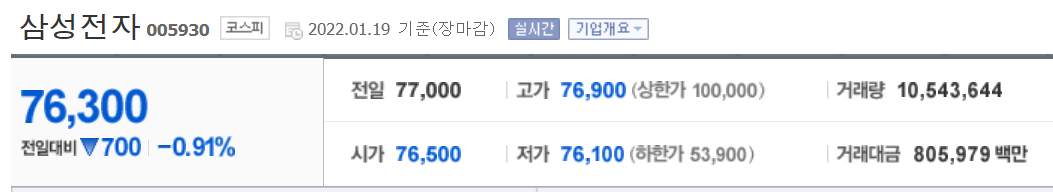 삼성전자 005930 코스피 2022.01.19 기준(장마감) 실시간 기업개요
76,300
전일대비 ▼700 -0.91%
전일 77,000 고가 76,900 (상한가 100,000) 거래량 10,543,644
시가 76,500 저가 76,100 (하한가 53,900) 거래대금 805,979 백만